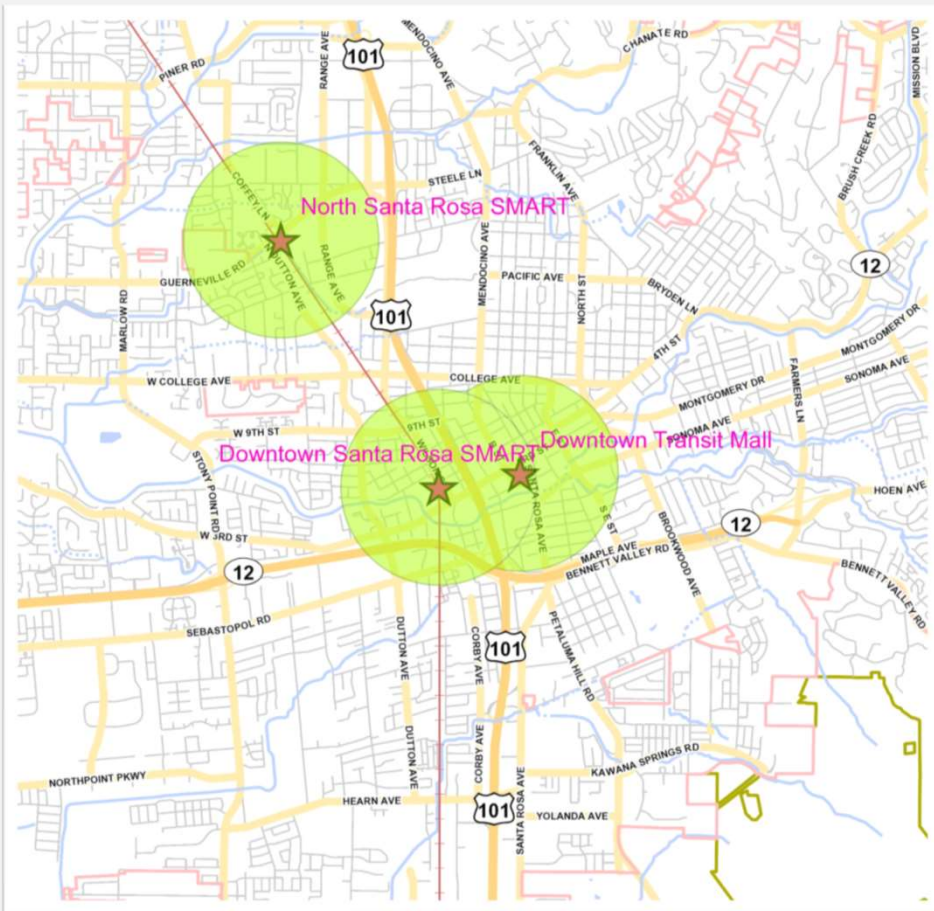 MENDOCINO AVE
CHANATE RD
MISSION BLVD
RANGE AVE
101
PINER RD
BRUSH CREEK RD
FRANKLIN AVE
STEELE LN
COFFEY LN
North Santa Rosa SMART
MENDOCINO AVE
12
GUERNEVILLE RD
N DUTTON AVE
RANGE AVE
PACIFIC AVE
NORTH ST
BRYDEN LN
MARLOW RD
101
MONTGOMERY DR
4TH ST
FARMERS LN
SONOMA AVE
W COLLEGE AVE
COLLEGE AVE
MONTGOMERY DR
9TH ST
W 9TH ST
SONOMA AVE
Downtown Transit Mall
Downtown Santa Rosa SMART
STONY POINT RD
SANTA ROSA AVE
S E ST
HOEN AVE
12
W 3RD ST
BROOKWOOD AVE
MAPLE AVE
BENNETT VALLEY RD
12
BENNETT VALLEY RD
SEBASTOPOL RD
DUTTON AVE
CORBY AVE
101
PETALUMA HILL RD
DUTTON AVE
CORBY AVE
KAWANA SPRINGS RD
NORTHPOINT PKWY
HEARN AVE
101
SANTA ROSA AVE
YOLANDA AVE